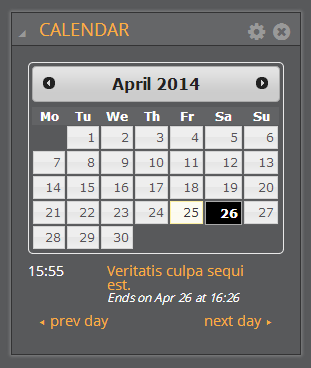 CALENDAR
April 2014
Mo Tu We Th Fr Sa Su
1 2 3 4 5 6
7 8 9 10 11 12 13
14 15 16 17 18 19 20
21 22 23 24 25 26 27
28 29 30
15:55 Veritatis culpa sequi
est.
Ends on Apr 26 at 16:26
prev day next day